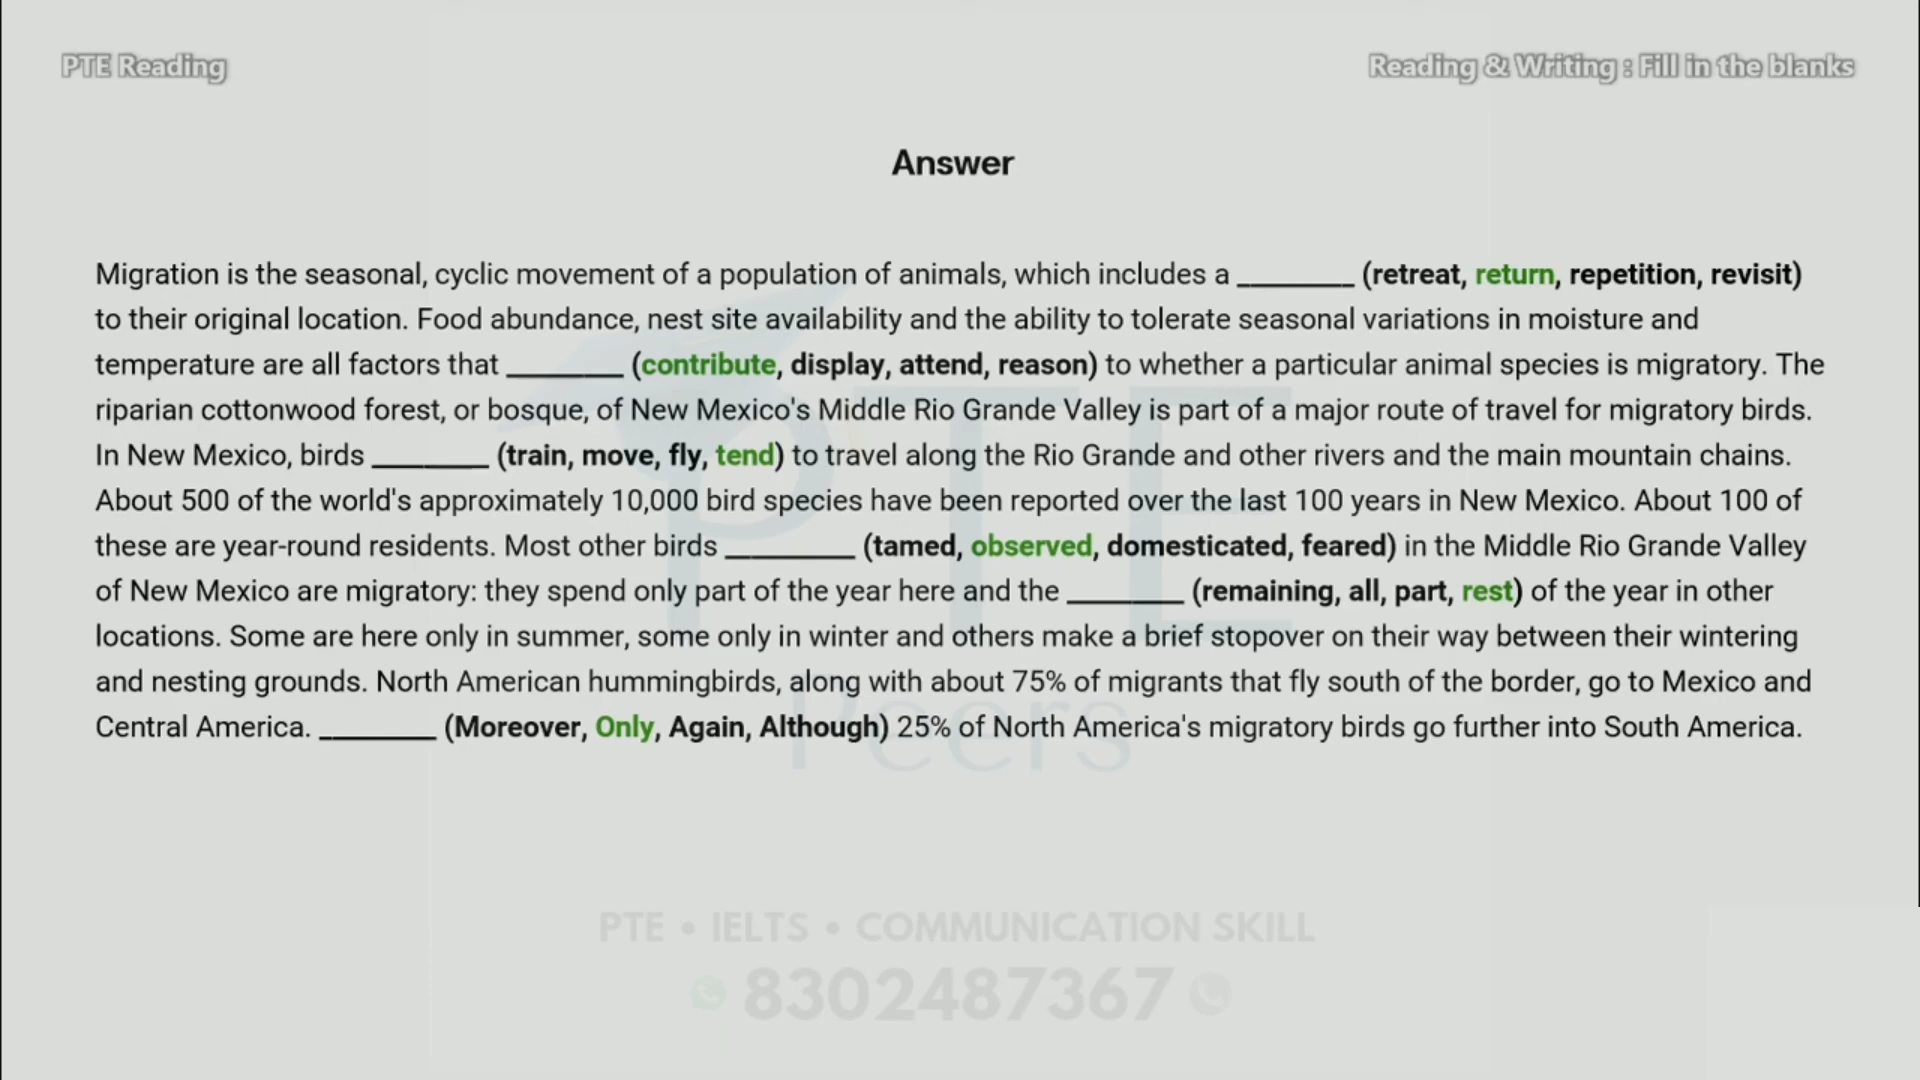 PTE Reading
Reading & Writing : Fill in the blanks
Answer
Migration is the seasonal, cyclic movement of a population of animals, which includes a ________ (retreat, return, repetition, revisit)
to their original location. Food abundance, nest site availability and the ability to tolerate seasonal variations in moisture and
temperature are all factors that ________ (contribute, display, attend, reason) to whether a particular animal species is migratory. The
riparian cottonwood forest, or bosque, of New Mexico's Middle Rio Grande Valley is part of a major route of travel for migratory birds.
In New Mexico, birds ________ (train, move, fly, tend) to travel along the Rio Grande and other rivers and the main mountain chains.
About 500 of the world's approximately 10,000 bird species have been reported over the last 100 years in New Mexico. About 100 of
these are year-round residents. Most other birds _________ (tamed, observed, domesticated, feared) in the Middle Rio Grande Valley
of New Mexico are migratory: they spend only part of the year here and the ________ (remaining, all, part, rest) of the year in other
locations. Some are here only in summer, some only in winter and others make a brief stopover on their way between their wintering
and nesting grounds. North American hummingbirds, along with about 75% of migrants that fly south of the border, go to Mexico and
Central America. ________ (Moreover, Only, Again, Although) 25% of North America's migratory birds go further into South America.
PTE
Peers
PTE • IELTS • COMMUNICATION SKILL
8302487367